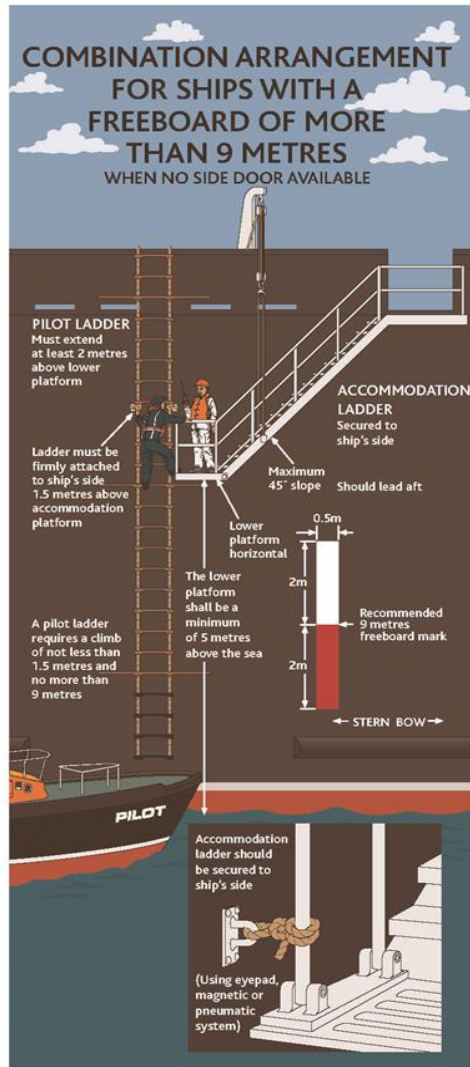 COMBINATION ARRANGEMENT
FOR SHIPS WITH A
FREEBOARD OF MORE
THAN 9 METRES
WHEN NO SIDE DOOR AVAILABLE
PILOT LADDER
Must extend
at least 2 metres
above lower
platform
ACCOMMODATION
LADDER
Secured to
ship's side
Ladder must be
firmly attached
to ship's side
1.5 metres above
accommodation
platform
Maximum
45° slope
Should lead aft
Lower
platform
horizontal
0.5m
2m
The lower
platform
shall be a
minimum
of 5 metres
above the sea
Recommended
9 metres
freeboard mark
A pilot ladder
requires a climb
of not less than
1.5 metres and
no more than
9 metres
2m
STERN BOW
PILOT
Accommodation
ladder should
be secured to
ship's side
(Using eyepad,
magnetic or
pneumatic
system)